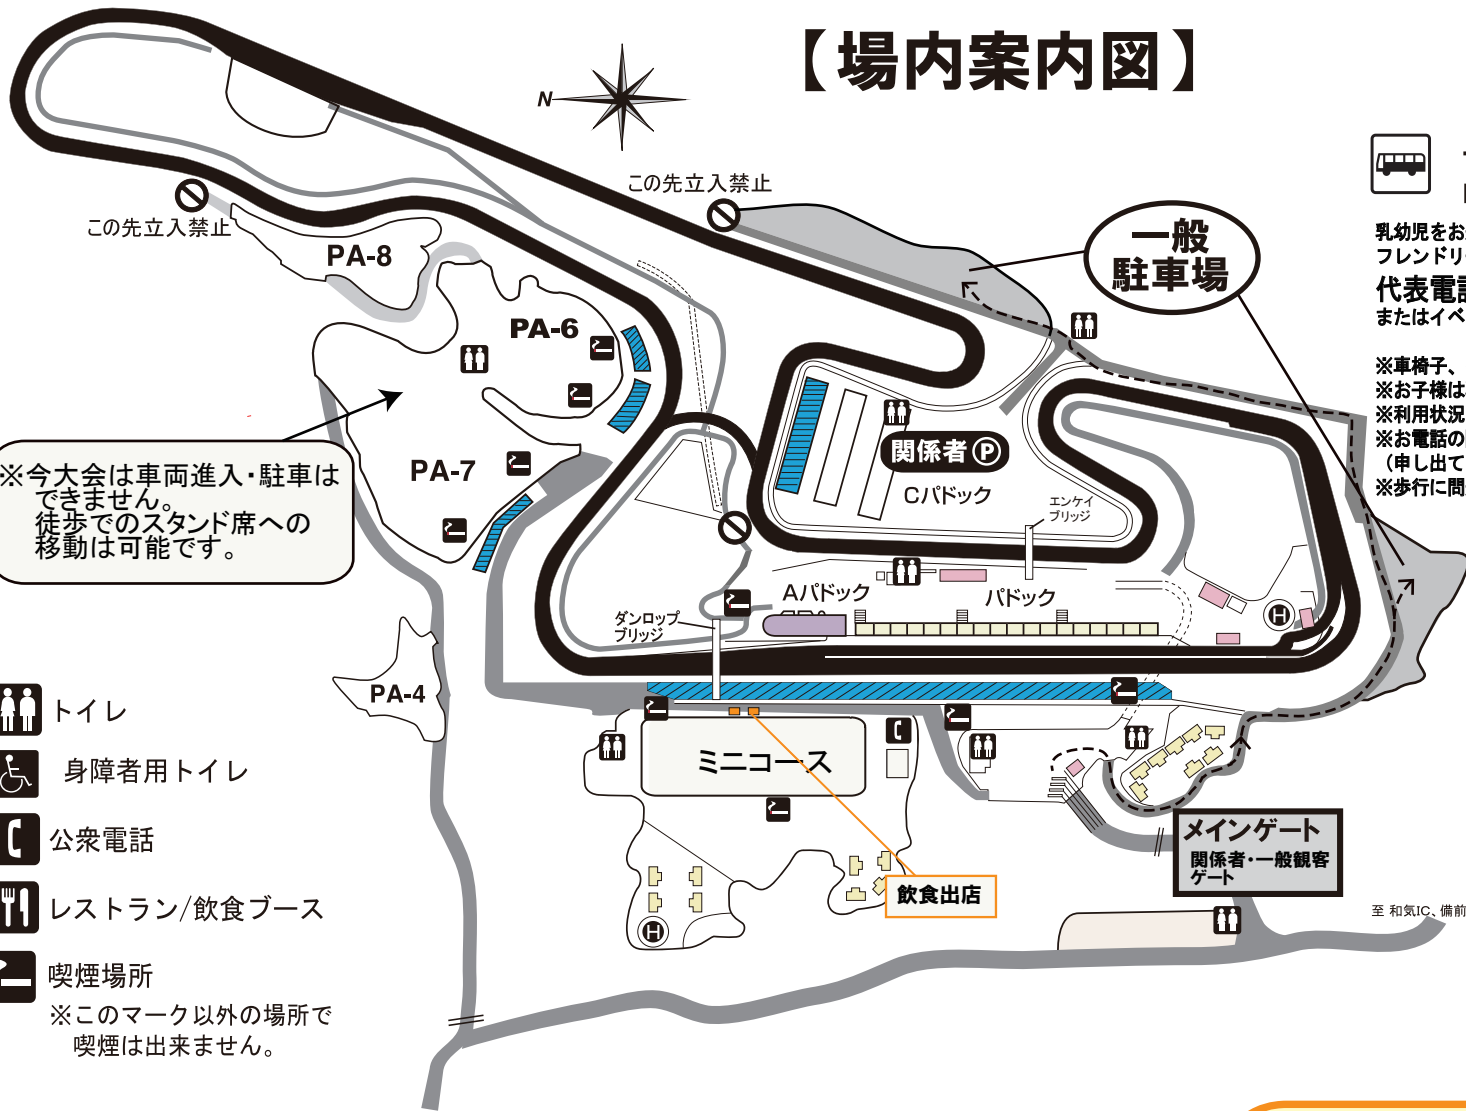 【場内案内図】
N
この先立入禁止
この先立入禁止
一般
駐車場
乳幼児をお
フレンドリ
代表電話
またはイベ
※車椅子、
※お子様は
※利用状況
※お電話の
（申し出て
※歩行に問
PA-8
PA-6
PA-7
※今大会は車両進入・駐車は
できません。
徒歩でのスタンド席への
移動は可能です。
関係者Ⓟ
Cパドック
エンケイ
ブリッジ
Aパドック
パドック
ダンロップ
ブリッジ
H
PA-4
ミニコース
トイレ
身障者用トイレ
公衆電話
レストラン/飲食ブース
喫煙場所
※このマーク以外の場所で
喫煙は出来ません。
メインゲート
関係者・一般観客
ゲート
飲食出店
H
至 和気IC、備前